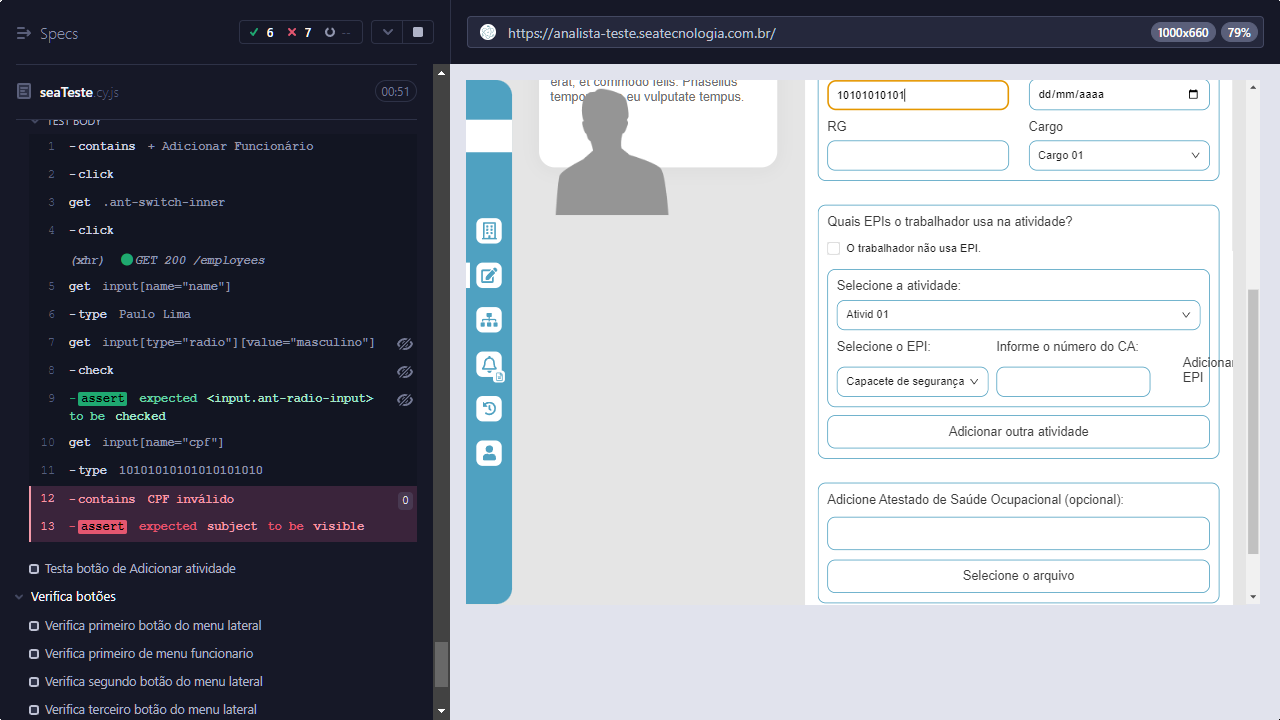 Specs
6
7
--
https://analista-teste.seatecnologia.com.br/
1000x660
79%
seaTeste.cy.js
00:51
TEST BODY
1 -contains + Adicionar Funcionário
2 -click
3 get .ant-switch-inner
4 -click
(xhr) GET 200 /employees
5 get input[name="name"]
6 -type Paulo Lima
7 get input[type="radio"][value="masculino"]
8 -check
9 -assert expected <input.ant-radio-input>
to be checked
10 get input[name="cpf"]
11 -type 10101010101010101010
12 -contains CPF inválido 0
13 -assert expected subject to be visible
Testa botão de Adicionar atividade
Verifica botões
Verifica primeiro botão do menu lateral
Verifica primeiro de menu funcionario
Verifica segundo botão do menu lateral
Verifica terceiro botão do menu lateral
erat, et commodo felis. Phasellus
eu vulputate tempus.
10101010101
dd/mm/aaaa
RG
Cargo
Cargo 01
Quais EPIs o trabalhador usa na atividade?
O trabalhador não usa EPI.
Selecione a atividade:
Ativid 01
Selecione o EPI:
Informe o número do CA:
Adicionar
EPI
Capacete de segurança
Adicionar outra atividade
Adicione Atestado de Saúde Ocupacional (opcional):
Selecione o arquivo